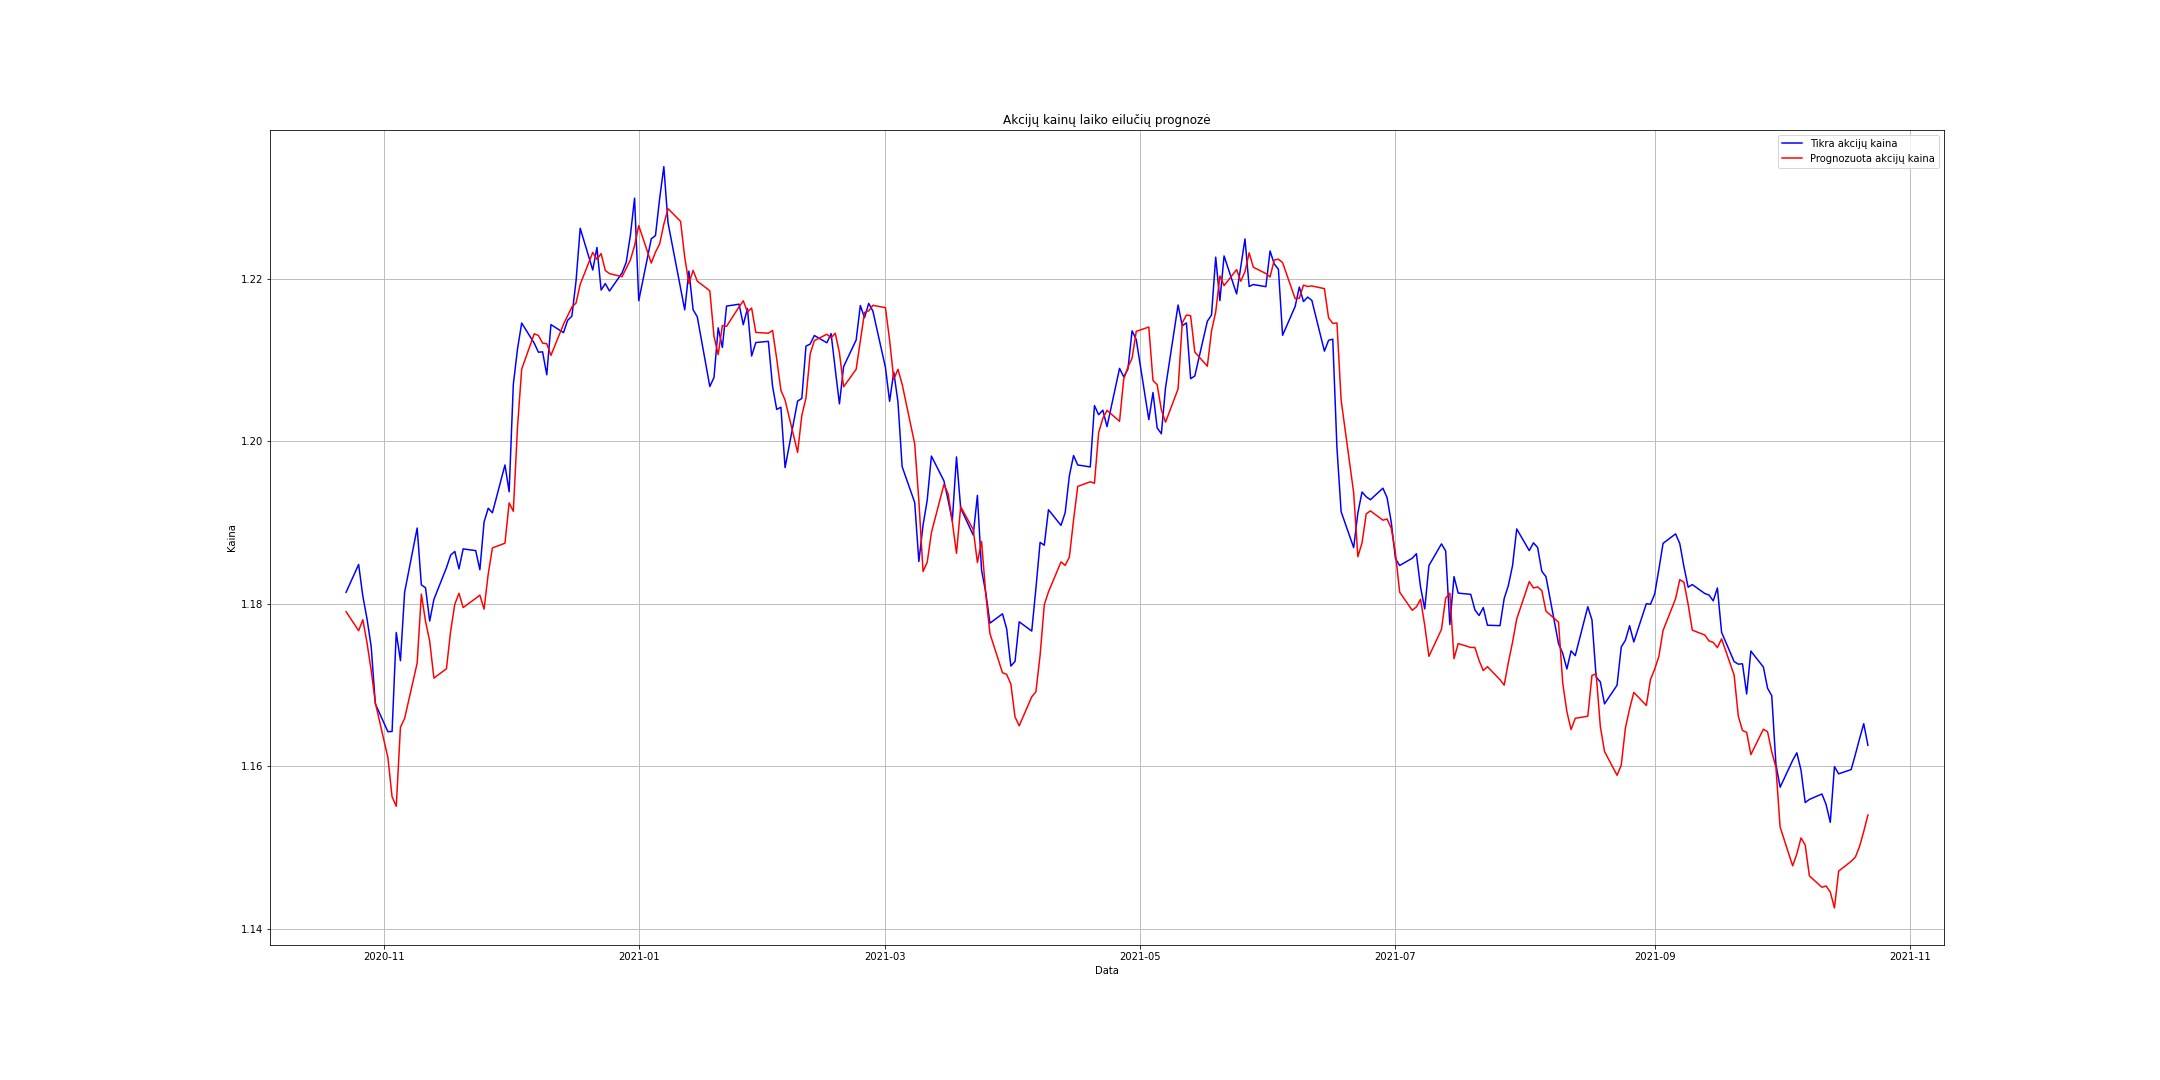 Akcijų kainų laiko eilučių prognozė
Tikra akcijų kaina
Prognozuota akcijų kaina
Kaina
1.22
1.20
1.18
1.16
1.14
2020-11 2021-01 2021-03 2021-05 2021-07 2021-09 2021-11
Data